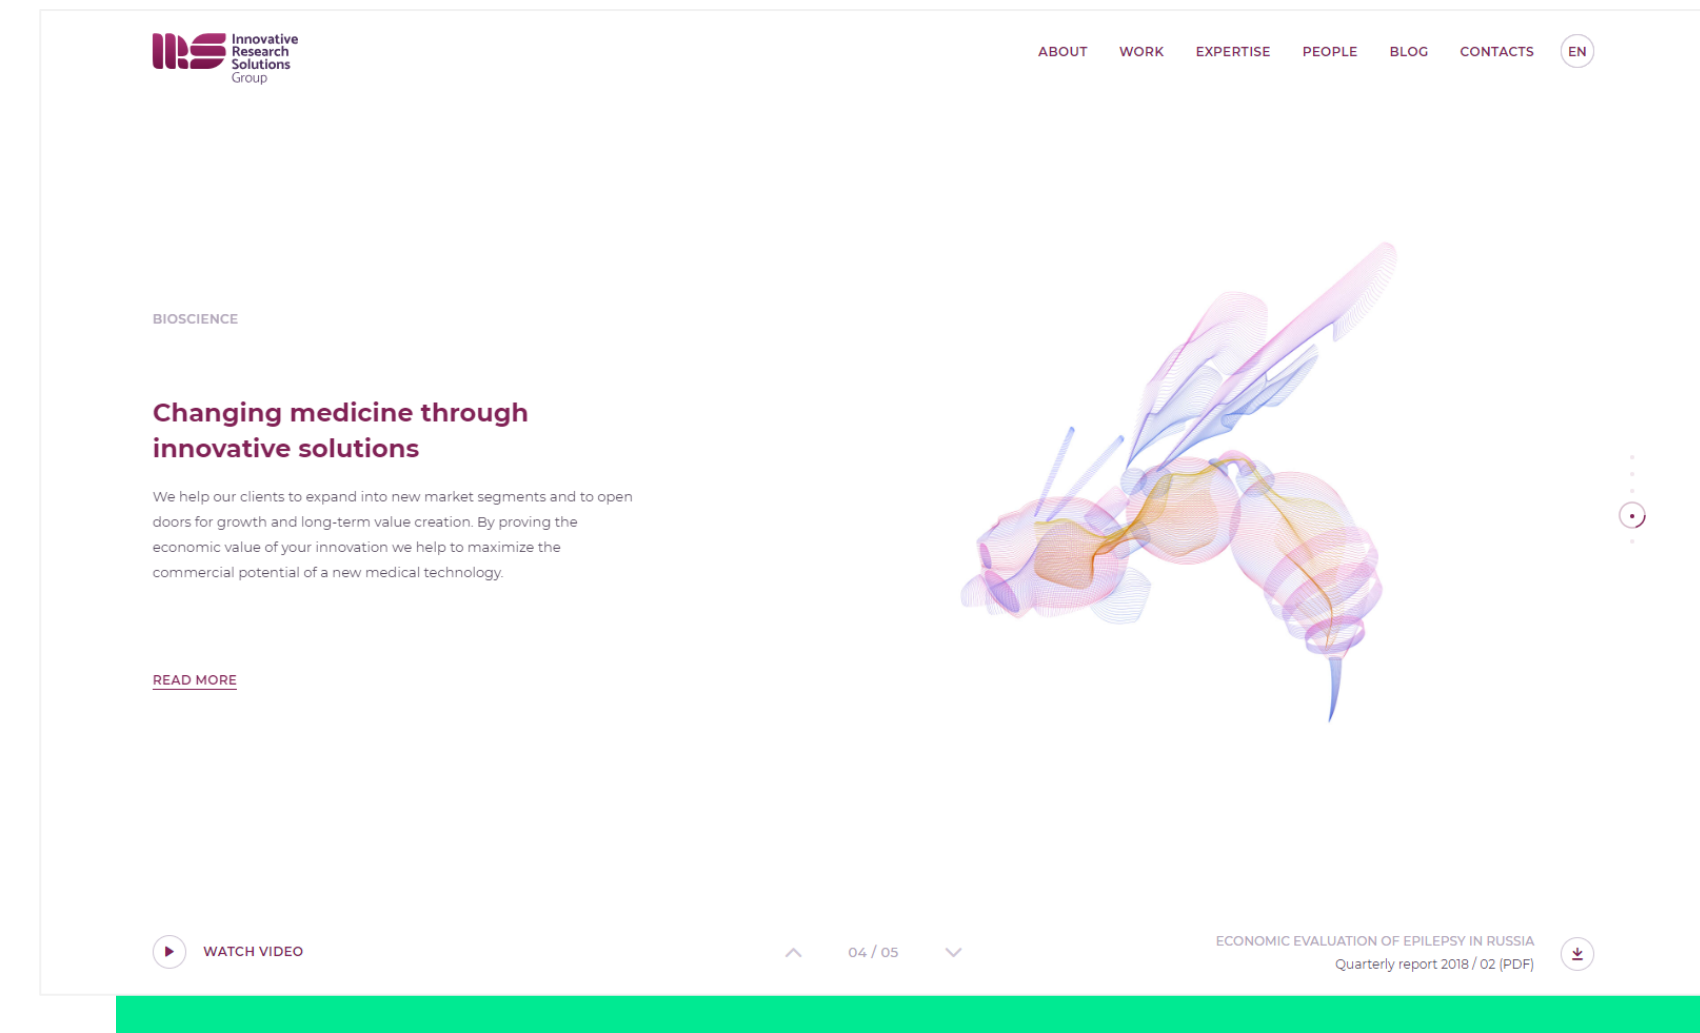 IRS
Innovative
Research
Solutions
Group
ABOUT WORK EXPERTISE PEOPLE BLOG CONTACTS EN
BIOSCIENCE
Changing medicine through
innovative solutions
We help our clients to expand into new market segments and to open
doors for growth and long-term value creation. By proving the
economic value of your innovation we help to maximize the
commercial potential of a new medical technology.
READ MORE
WATCH VIDEO
04 / 05
ECONOMIC EVALUATION OF EPILEPSY IN RUSSIA
Quarterly report 2018 / 02 (PDF)